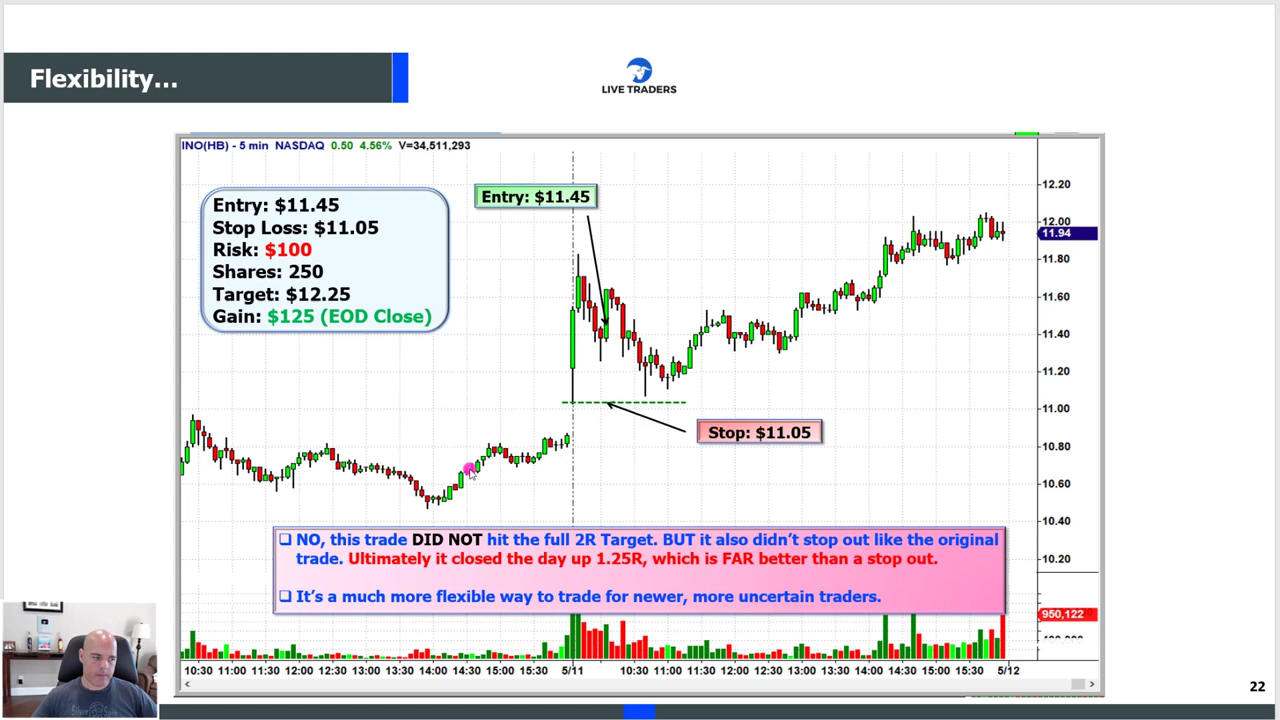 Flexibility...
LIVE TRADERS
INO(HB) - 5 min NASDAQ 0.50 4.56% V=34,511,293
Entry: $11.45
Stop Loss: $11.05
Risk: $100
Shares: 250
Target: $12.25
Gain: $125 (EOD Close)
Entry: $11.45
Stop: $11.05
12.20
12.00
11.94
11.80
11.60
11.40
11.20
11.00
10.80
10.60
10.40
10.20
❑ NO, this trade DID NOT hit the full 2R Target. BUT it also didn't stop out like the original
trade. Ultimately it closed the day up 1.25R, which is FAR better than a stop out.
❑ It's a much more flexible way to trade for newer, more uncertain traders.
950,122
10:30 11:00 11:30 12:00 12:30 13:00 13:30 14:00 14:30 15:00 15:30 5/11 10:30 11:00 11:30 12:00 12:30 13:00 13:30 14:00 14:30 15:00 15:30 5/12
22